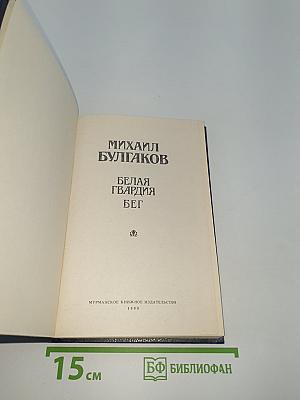 МИХАИЛ
БУЛГАКОВ
БЕЛАЯ
ГВАРДИЯ
БЕГ
МУРМАНСКОЕ КНИЖНОЕ ИЗДАТЕЛЬСТВО
15 см
БФ БИБЛИОФАН